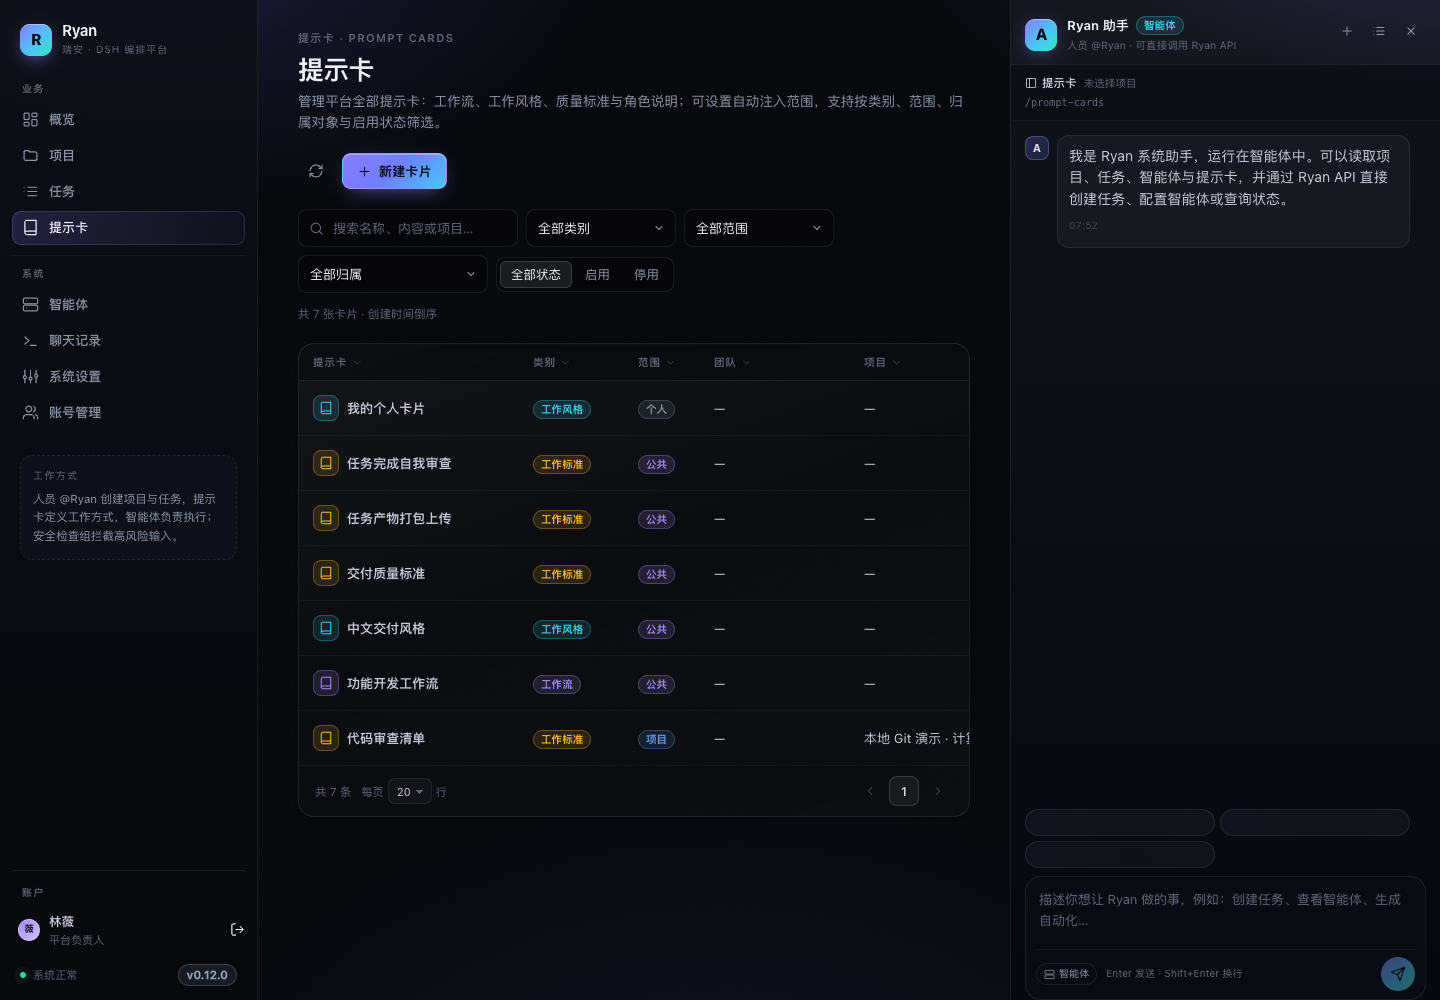 R
Ryan
瑞安 · DSH 编排平台
业务
概览
项目
任务
提示卡
系统
智能体
聊天记录
系统设置
账号管理
工作方式
人员 @Ryan 创建项目与任务，提示
卡定义工作方式，智能体负责执行；
安全检查组拦截高风险输入。
账户
薇
林薇
平台负责人
系统正常
v0.12.0
提示卡 · PROMPT CARDS
提示卡
管理平台全部提示卡：工作流、工作风格、质量标准与角色说明；可设置自动注入范围，支持按类别、范围、归
属对象与启用状态筛选。
新建卡片
搜索名称、内容或项目...
全部类别
全部范围
全部归属
全部状态
启用
停用
共 7 张卡片 · 创建时间倒序
提示卡 类别 范围 团队 项目
我的个人卡片 工作风格 个人 — —
任务完成自我审查 工作标准 公共 — —
任务产物打包上传 工作标准 公共 — —
交付质量标准 工作标准 公共 — —
中文交付风格 工作风格 公共 — —
功能开发工作流 工作流 公共 — —
代码审查清单 工作标准 项目 — 本地 Git 演示 · 计
共 7 条 每页 20 行
1
A
Ryan 助手 智能体
人员 @Ryan · 可直接调用 Ryan API
提示卡 未选择项目
/prompt-cards
A
我是 Ryan 系统助手，运行在智能体中。可以读取项
目、任务、智能体与提示卡，并通过 Ryan API 直接
创建任务、配置智能体或查询状态。
07:52
描述你想让 Ryan 做的事，例如：创建任务、查看智能体、生成
自动化...
智能体
Enter 发送 · Shift+Enter 换行